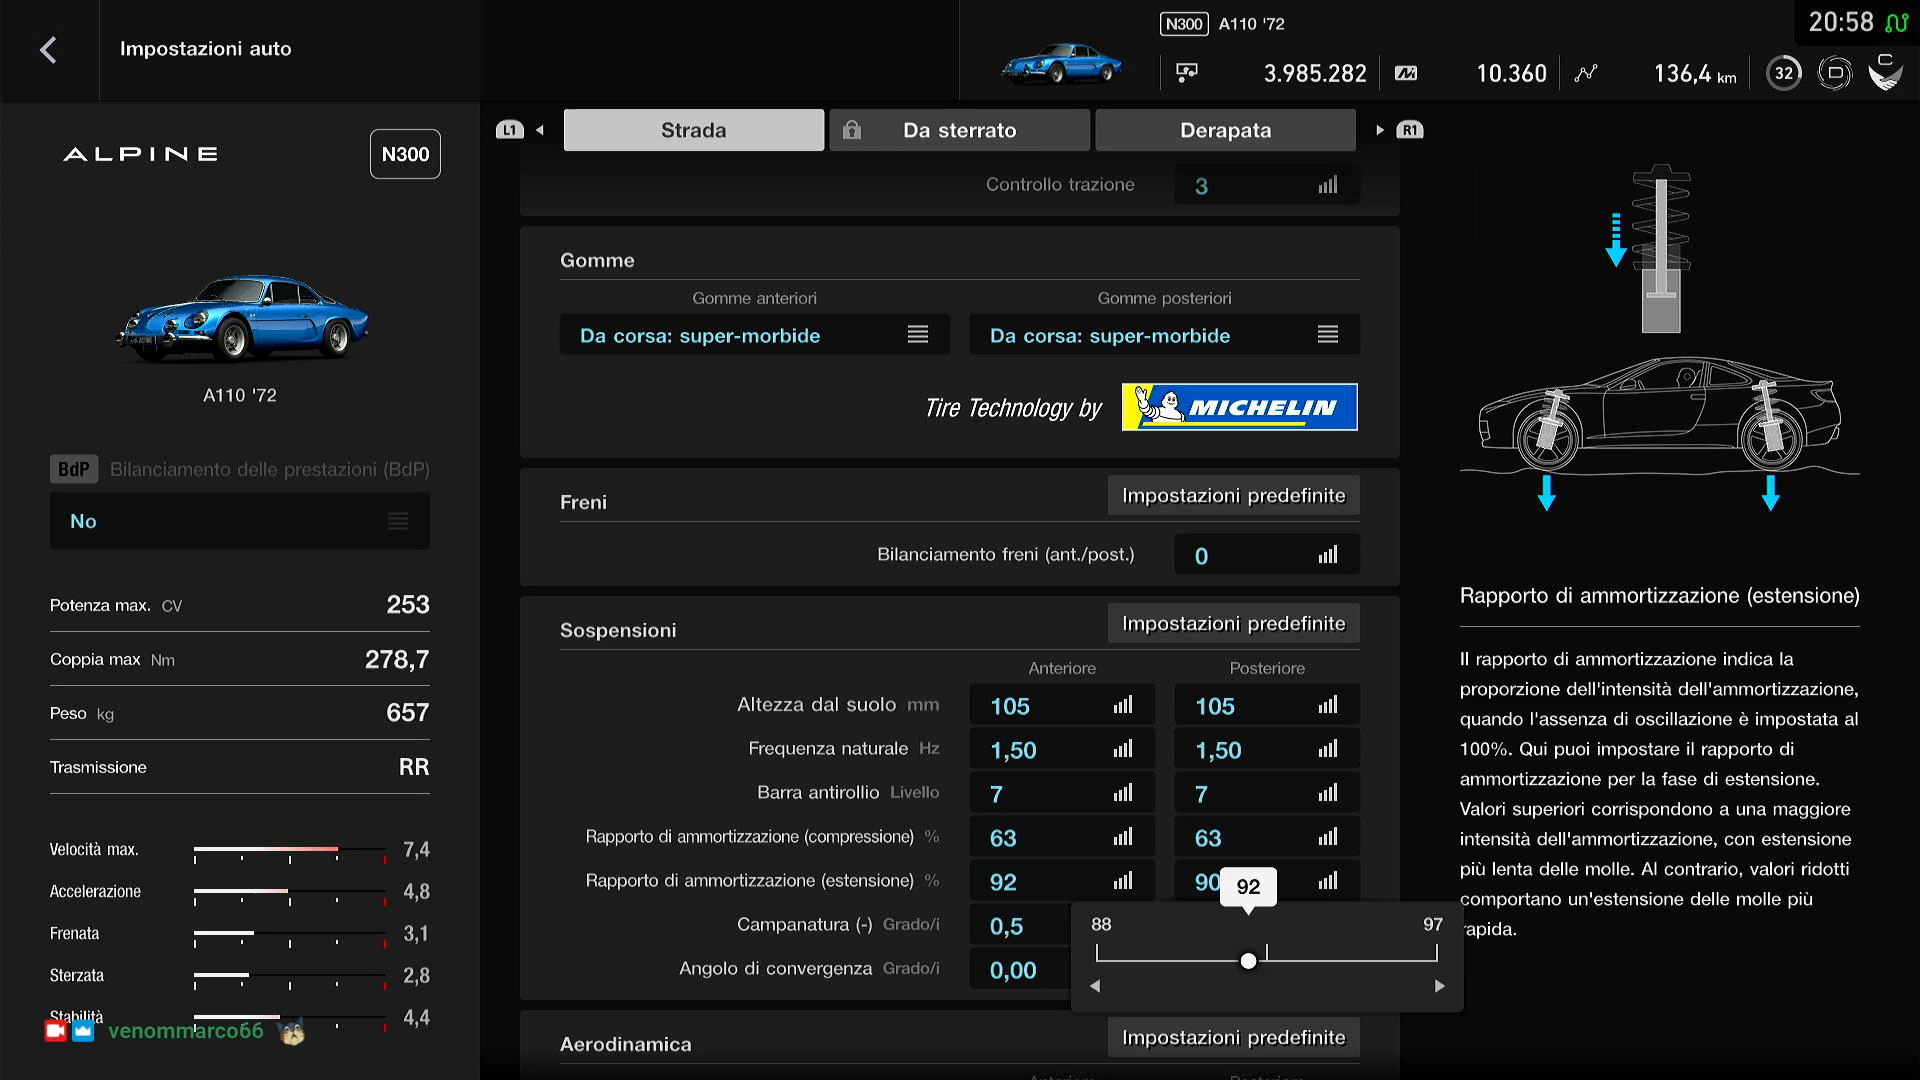 Impostazioni auto
N300 A110 '72
20:58
3.985.282
10.360
136,4 km
32
C
D
L1
Strada
Da sterrato
Derapata
R1
ALPINE
N300
A110 '72
BdP Bilanciamento delle prestazioni (BdP)
No
Potenza max. CV 253
Coppia max Nm 278,7
Peso kg 657
Trasmissione RR
Velocità max. 7,4
Accelerazione 4,8
Frenata 3,1
Sterzata 2,8
Stabilità 4,4
venommarco66
Controllo trazione 3
Gomme
Gomme anteriori Gomme posteriori
Da corsa: super-morbide Da corsa: super-morbide
Tire Technology by MICHELIN
Freni Impostazioni predefinite
Bilanciamento freni (ant./post.) 0
Sospensioni Impostazioni predefinite
Anteriore Posteriore
Altezza dal suolo mm 105 105
Frequenza naturale Hz 1,50 1,50
Barra antirollio Livello 7 7
Rapporto di ammortizzazione (compressione) % 63 63
Rapporto di ammortizzazione (estensione) % 92 90
92
Campanatura (-) Grado/i 0,5
88 97
Angolo di convergenza Grado/i 0,00
Aerodinamica Impostazioni predefinite
Rapporto di ammortizzazione (estensione)
Il rapporto di ammortizzazione indica la
proporzione dell'intensità dell'ammortizzazione,
quando l'assenza di oscillazione è impostata al
100%. Qui puoi impostare il rapporto di
ammortizzazione per la fase di estensione.
Valori superiori corrispondono a una maggiore
intensità dell'ammortizzazione, con estensione
più lenta delle molle. Al contrario, valori ridotti
comportano un'estensione delle molle più
rapida.